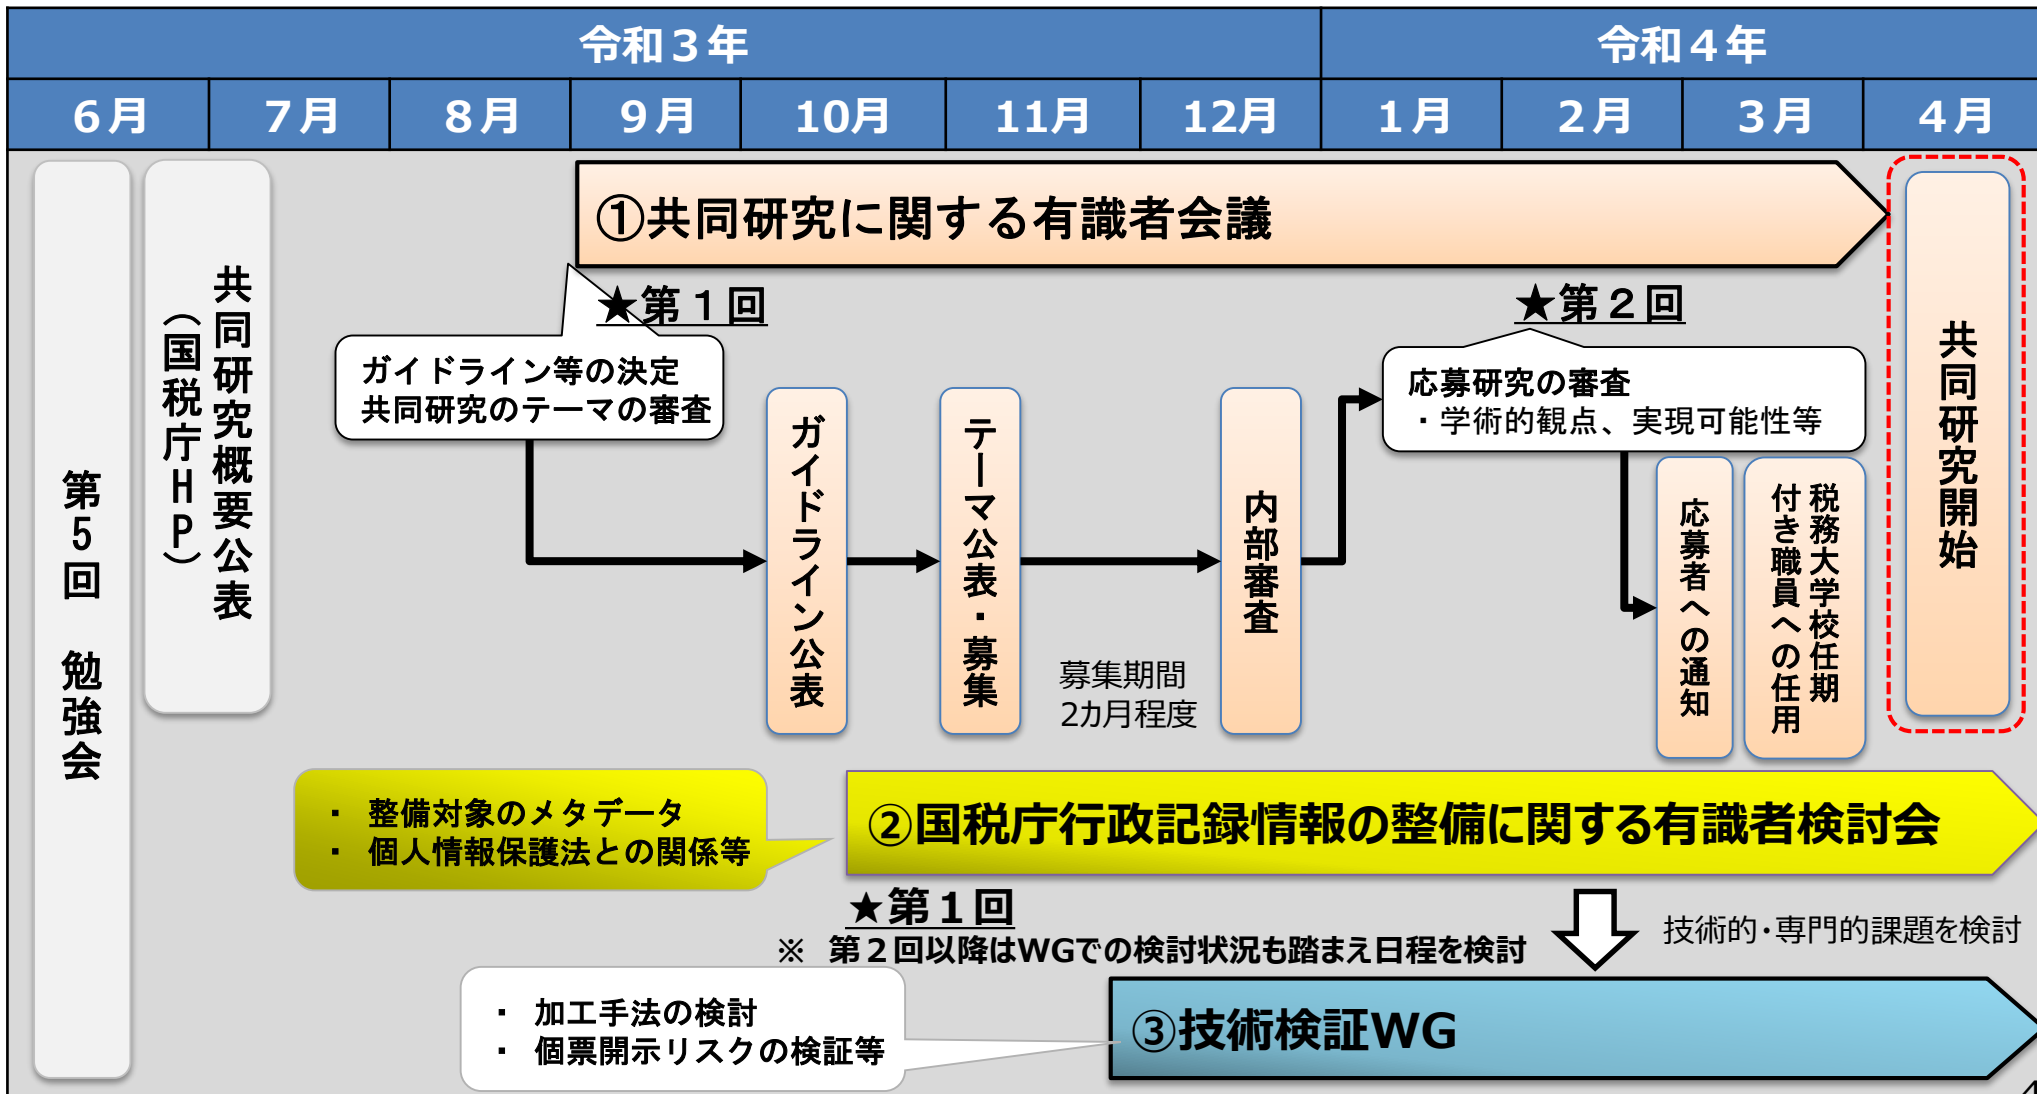 令和３年
令和４年
６月
７月
８月
９月
10月
11月
12月
１月
２月
３月
４月
第５回　勉強会
共同研究概要公表
（国税庁ＨＰ）
①共同研究に関する有識者会議
★第１回
ガイドライン等の決定
共同研究のテーマの審査
ガイドライン公表
テーマ公表・募集
募集期間
2カ月程度
内部審査
★第２回
応募研究の審査
・学術的観点、実現可能性等
応募者への通知
税務大学校任期
付き職員への任用
共同研究開始
・ 整備対象のメタデータ
・ 個人情報保護法との関係等
②国税庁行政記録情報の整備に関する有識者検討会
★第１回
※ 第２回以降はWGでの検討状況も踏まえ日程を検討
技術的・専門的課題を検討
・ 加工手法の検討
・ 個票開示リスクの検証等
③技術検証WG